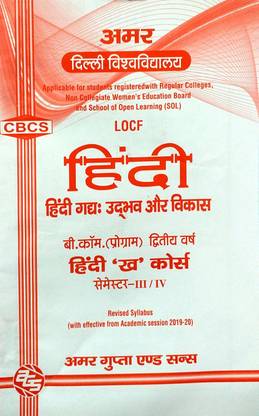 अमर
दिल्ली विश्वविद्यालय
Applicable for students registeredwith Regular Colleges,
Non Collegiate Women's Education Board
and School of Open Learning (SOL)
CBCS
LOCF
हिंदी
हिंदी गद्यः उद्भव और विकास
बी.कॉम.(प्रोग्राम) द्वितीय वर्ष
हिंदी 'ख' कोर्स
सेमेस्टर-III / IV
Revised Syllabus
(with effective from Academic session 2019-20)
अमर गुप्ता एण्ड सन्स